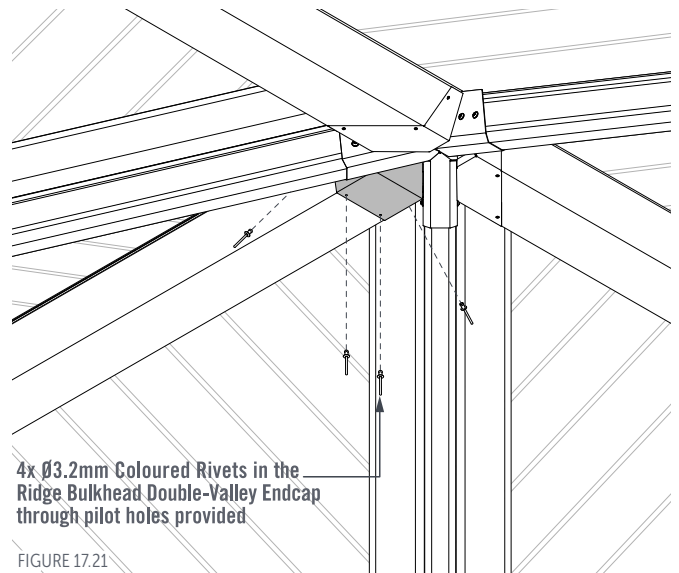 4x Ø3.2mm Coloured Rivets in the
Ridge Bulkhead Double-Valley Endcap
through pilot holes provided
FIGURE 17.21